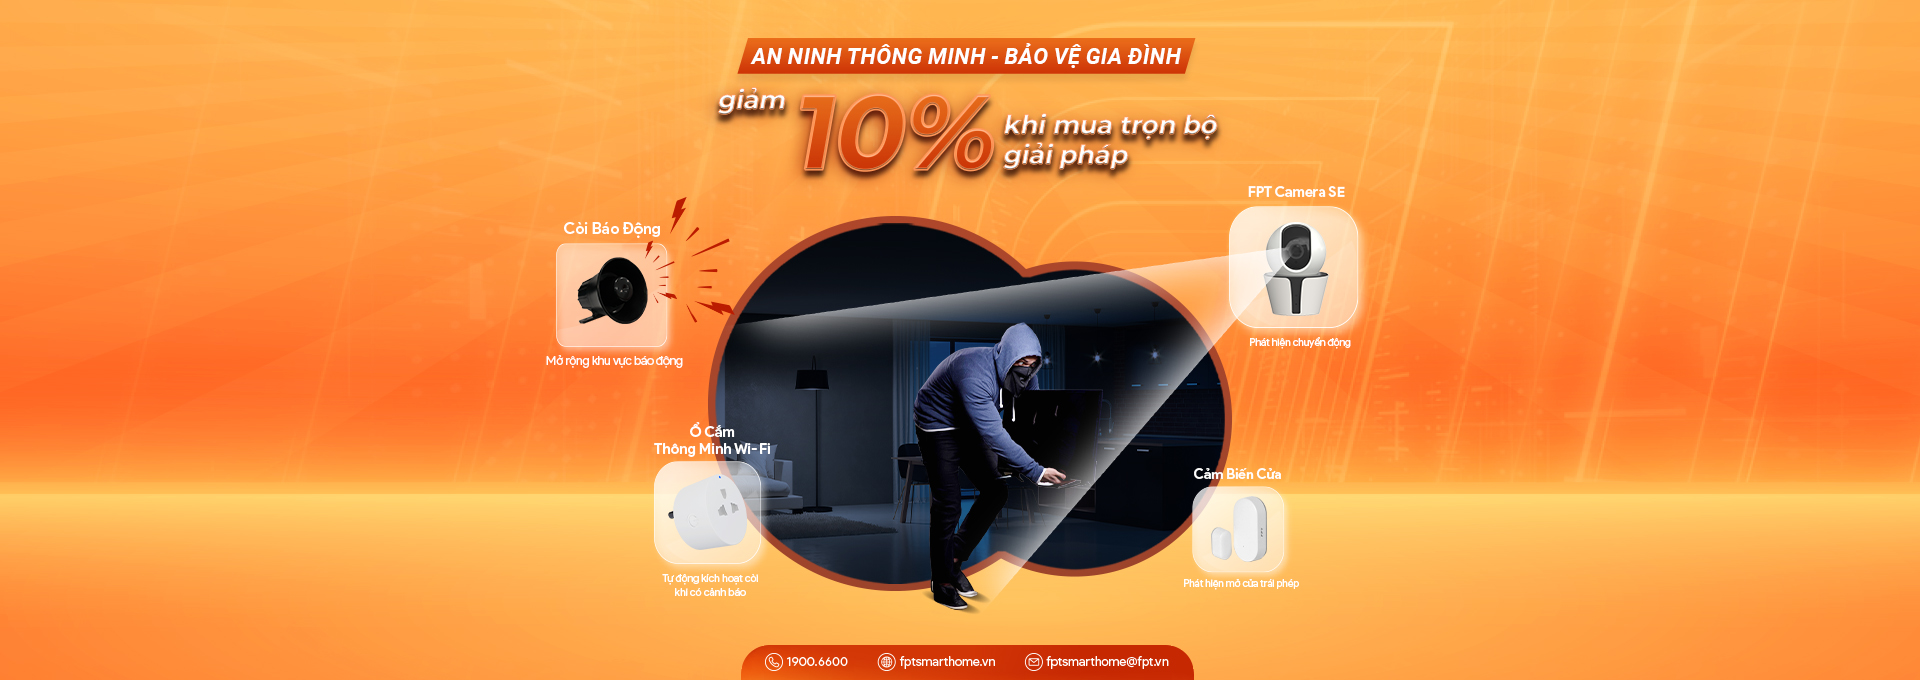 AN NINH THÔNG MINH - BẢO VỆ GIA ĐÌNH
giảm 10% khi mua trọn bộ
giải pháp
FPT Camera SE
Phát hiện chuyển động
Còi Báo Động
Mở rộng khu vực báo động
Ổ Cắm
Thông Minh Wi-Fi
Tự động kích hoạt còi
khi có cảnh báo
Cảm Biến Cửa
Phát hiện mở cửa trái phép
1900.6600
fptsmarthome.vn
fptsmarthome@fpt.vn